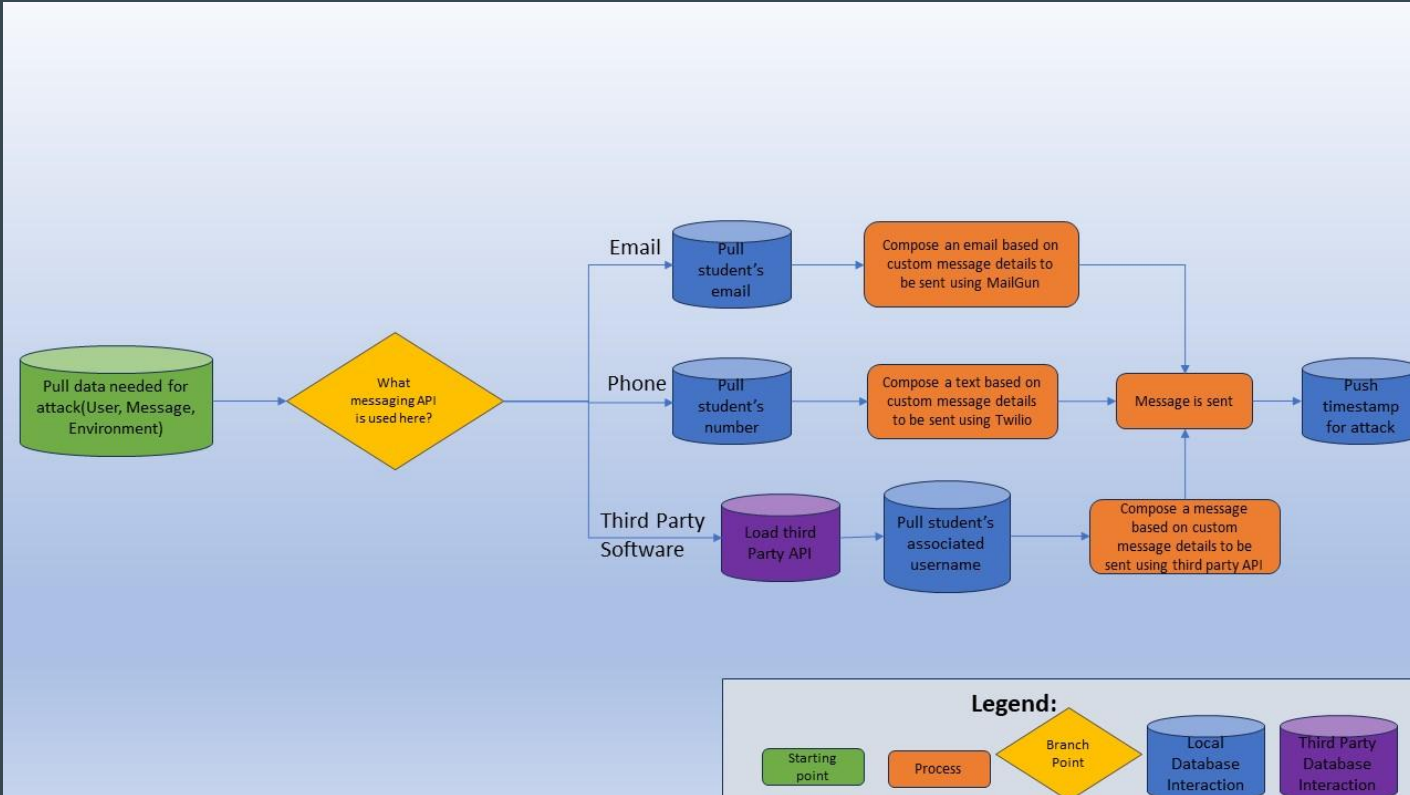 Pull data needed for
attack(User, Message,
Environment)
What
messaging API
is used here?
Email
Pull
student’s
email
Compose an email based on
custom message details to
be sent using MailGun
Phone
Pull
student’s
number
Compose a text based on
custom message details
to be sent using Twilio
Message is sent
Push
timestamp
for attack
Third Party
Software
Load third
Party API
Pull student’s
associated
username
Compose a message
based on custom
message details to be
sent using third party API
Legend:
Starting
point
Process
Branch
Point
Local
Database
Interaction
Third Party
Database
Interaction